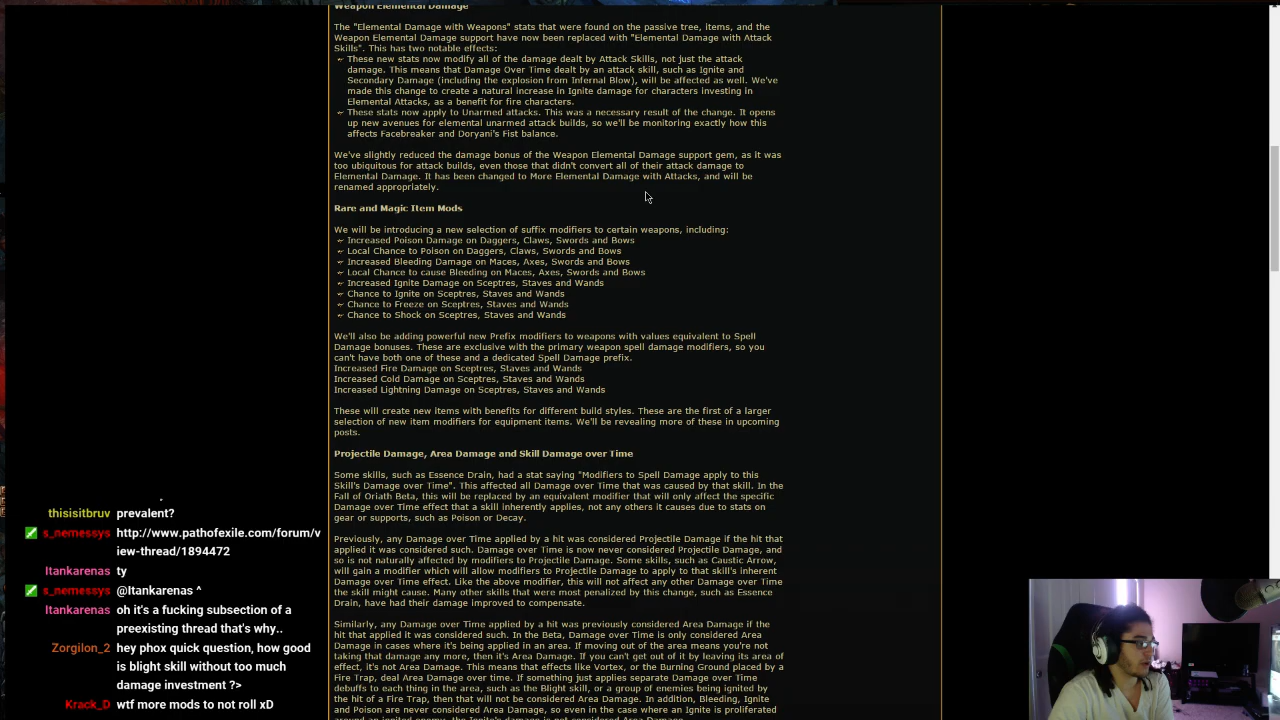 Weapon Elemental Damage
The "Elemental Damage with Weapons" stats that were found on the passive tree, items, and the
Weapon Elemental Damage support have now been replaced with "Elemental Damage with Attack
Skills". This has two notable effects:
These new stats now modify all of the damage dealt by Attack Skills, not just the attack
damage. This means that Damage Over Time dealt by an attack skill, such as Ignite and
Secondary Damage (including the explosion from Infernal Blow), will be affected as well. We've
made this change to create a natural increase in Ignite damage for characters investing in
Elemental Attacks, as a benefit for fire characters.
These stats now apply to Unarmed attacks. This was a necessary result of the change. It opens
up new avenues for elemental unarmed attack builds, so we'll be monitoring exactly how this
affects Facebreaker and Doryani's Fist balance.
We've slightly reduced the damage bonus of the Weapon Elemental Damage support gem, as it was
too ubiquitous for attack builds, even those that didn't convert all of their attack damage to
Elemental Damage. It has been changed to More Elemental Damage with Attacks, and will be
renamed appropriately.
Rare and Magic Item Mods
We will be introducing a new selection of suffix modifiers to certain weapons, including:
Increased Poison Damage on Daggers, Claws, Swords and Bows
Local Chance to Poison on Daggers, Claws, Swords and Bows
Increased Bleeding Damage on Maces, Axes, Swords and Bows
Local Chance to cause Bleeding on Maces, Axes, Swords and Bows
Increased Ignite Damage on Sceptres, Staves and Wands
Chance to Ignite on Sceptres, Staves and Wands
Chance to Freeze on Sceptres, Staves and Wands
Chance to Shock on Sceptres, Staves and Wands
We'll also be adding powerful new Prefix modifiers to weapons with values equivalent to Spell
Damage bonuses. These are exclusive with the primary weapon spell damage modifiers, so you
can't have both one of these and a dedicated Spell Damage prefix.
Increased Fire Damage on Sceptres, Staves and Wands
Increased Cold Damage on Sceptres, Staves and Wands
Increased Lightning Damage on Sceptres, Staves and Wands
These will create new items with benefits for different build styles. These are the first of a larger
selection of new item modifiers for equipment items. We'll be revealing more of these in upcoming
posts.
Projectile Damage, Area Damage and Skill Damage over Time
Some skills, such as Essence Drain, had a stat saying "Modifiers to Spell Damage apply to this
Skill's Damage over Time". This affected all Damage over Time that was caused by that skill. In the
Fall of Oriath Beta, this will be replaced by an equivalent modifier that will only affect the specific
Damage over Time effect that a skill inherently applies, not any others it causes due to stats on
gear or supports, such as Poison or Decay.
Previously, any Damage over Time applied by a hit was considered Projectile Damage if the hit that
applied it was considered such. Damage over Time is now never considered Projectile Damage, and
so is not naturally affected by modifiers to Projectile Damage. Some skills, such as Caustic Arrow,
will gain a modifier which will allow modifiers to Projectile Damage to apply to that skill's inherent
Damage over Time effect. Like the above modifier, this will not affect any other Damage over Time
the skill might cause. Many other skills that were most penalized by this change, such as Essence
Drain, have had their damage improved to compensate.
Similarly, any Damage over Time applied by a hit was previously considered Area Damage if the
hit that applied it was considered such. In the Beta, Damage over Time is only considered Area
Damage in cases where it's being applied in an area. If moving out of the area means you're not
taking that damage any more, then it's Area Damage. If you can't get out of it by leaving its area of
effect, it's not Area Damage. This means that effects like Vortex, or the Burning Ground placed by a
Fire Trap, deal Area Damage over time. If something just applies separate Damage over Time
debuffs to each thing in the area, such as the Blight skill, or a group of enemies being ignited by
the hit of a Fire Trap, then that will not be considered Area Damage. In addition, Bleeding, Ignite
and Poison are never considered Area Damage, so even in the case where an Ignite is proliferated
around an ignited enemy, the Ignite's damage is not considered Area Damage.
thisisitbruv prevalent?
s_nemessys http://www.pathofexile.com/forum/v
iew-thread/1894472
Itankarenas ty
s_nemessys @Itankarenas ^
Itankarenas oh it's a fucking subsection of a
preexisting thread that's why..
Zorgilon_2 hey phox quick question, how good
is blight skill without too much
damage investment ?>
Krack_D wtf more mods to not roll xD